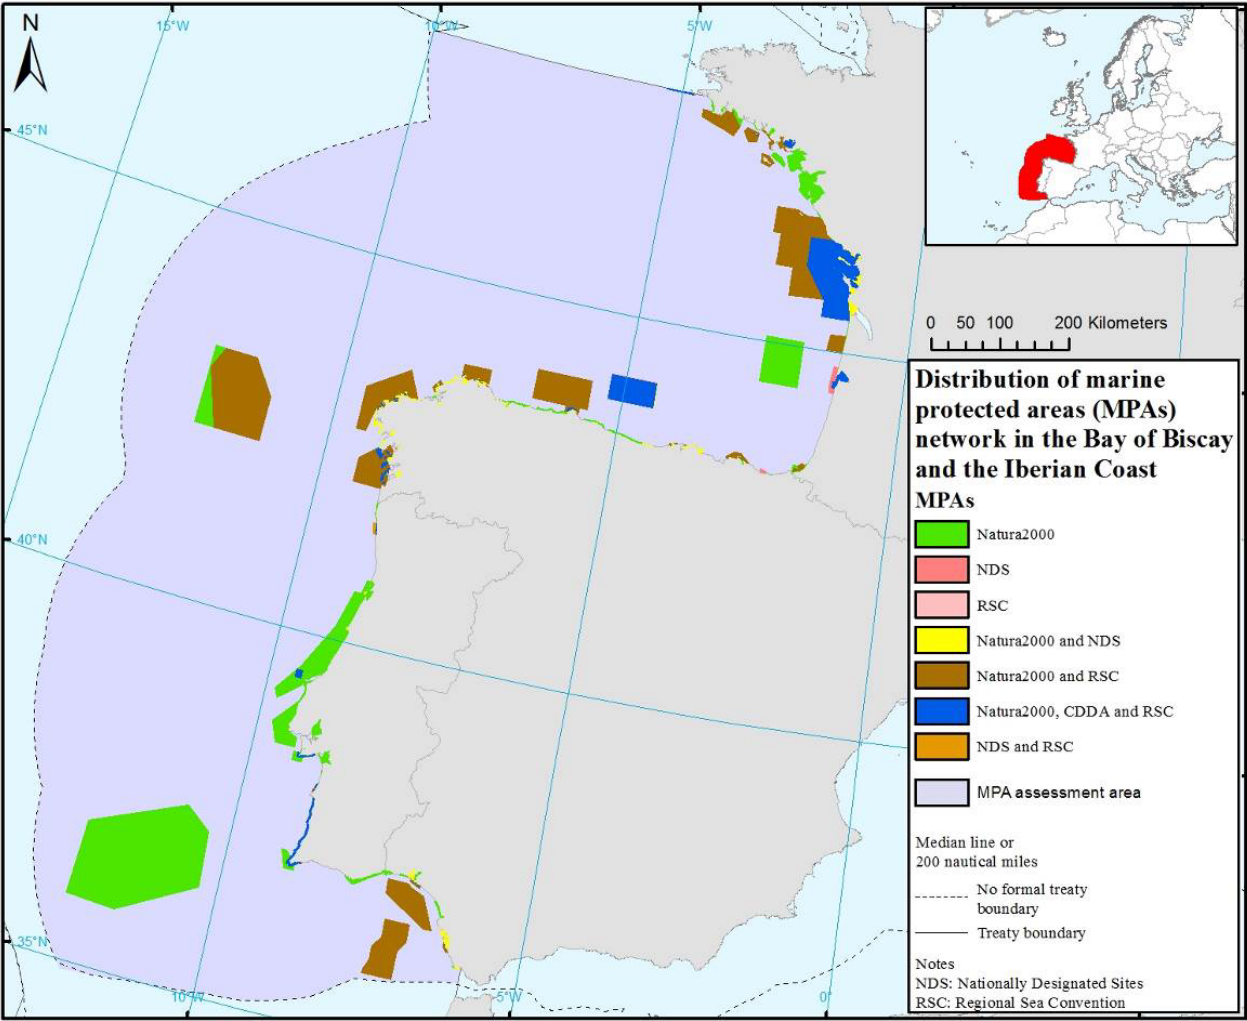 N
15°W
10°W
5°W
45°N
40°N
35°N
10°W
5°W
0°
0 50 100 200 Kilometers
Distribution of marine
protected areas (MPAs)
network in the Bay of Biscay
and the Iberian Coast
MPAs
Natura2000
NDS
RSC
Natura2000 and NDS
Natura2000 and RSC
Natura2000, CDDA and RSC
NDS and RSC
MPA assessment area
Median line or
200 nautical miles
No formal treaty
boundary
Treaty boundary
Notes
NDS: Nationally Designated Sites
RSC: Regional Sea Convention